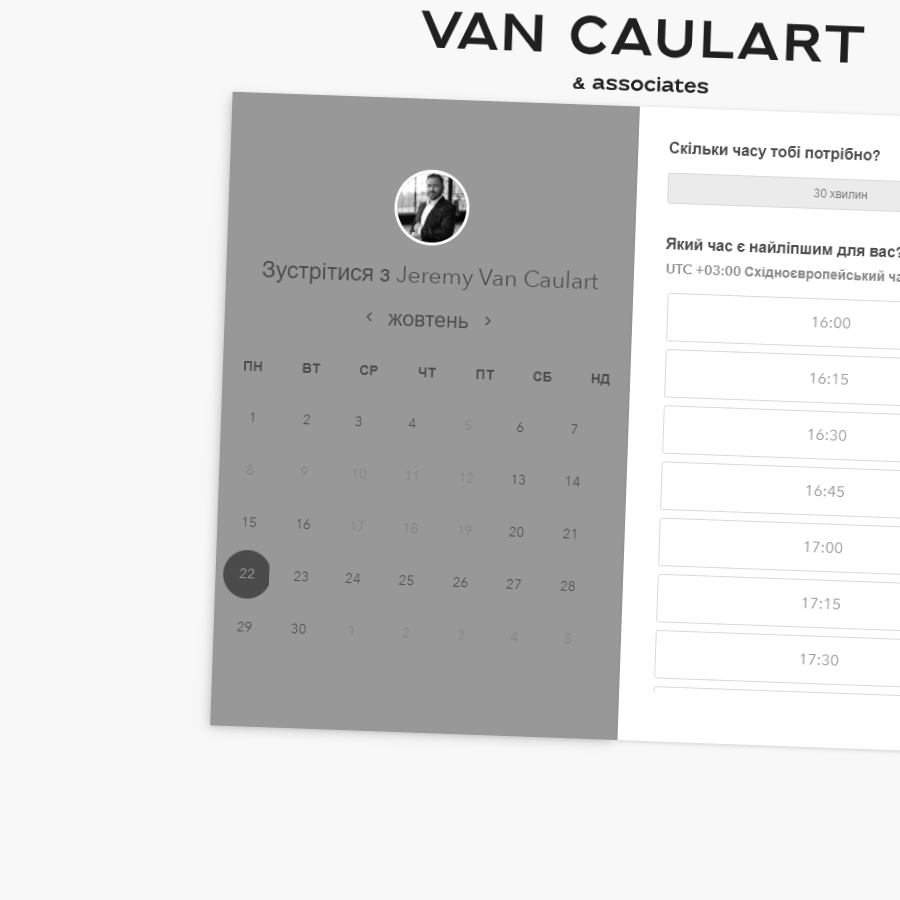 VAN CAULART
& associates
Зустрітися з Jeremy Van Caulart
‹ жовтень ›
ПН ВТ СР ЧТ ПТ СБ НД
1 2 3 4 5 6 7
8 9 10 11 12 13 14
15 16 17 18 19 20 21
22 23 24 25 26 27 28
29 30 1 2 3 4 5
Скільки часу тобі потрібно?
30 хвилин
Який час є найліпшим для вас?
UTC +03:00 Східноєвропейський
16:00
16:15
16:30
16:45
17:00
17:15
17:30